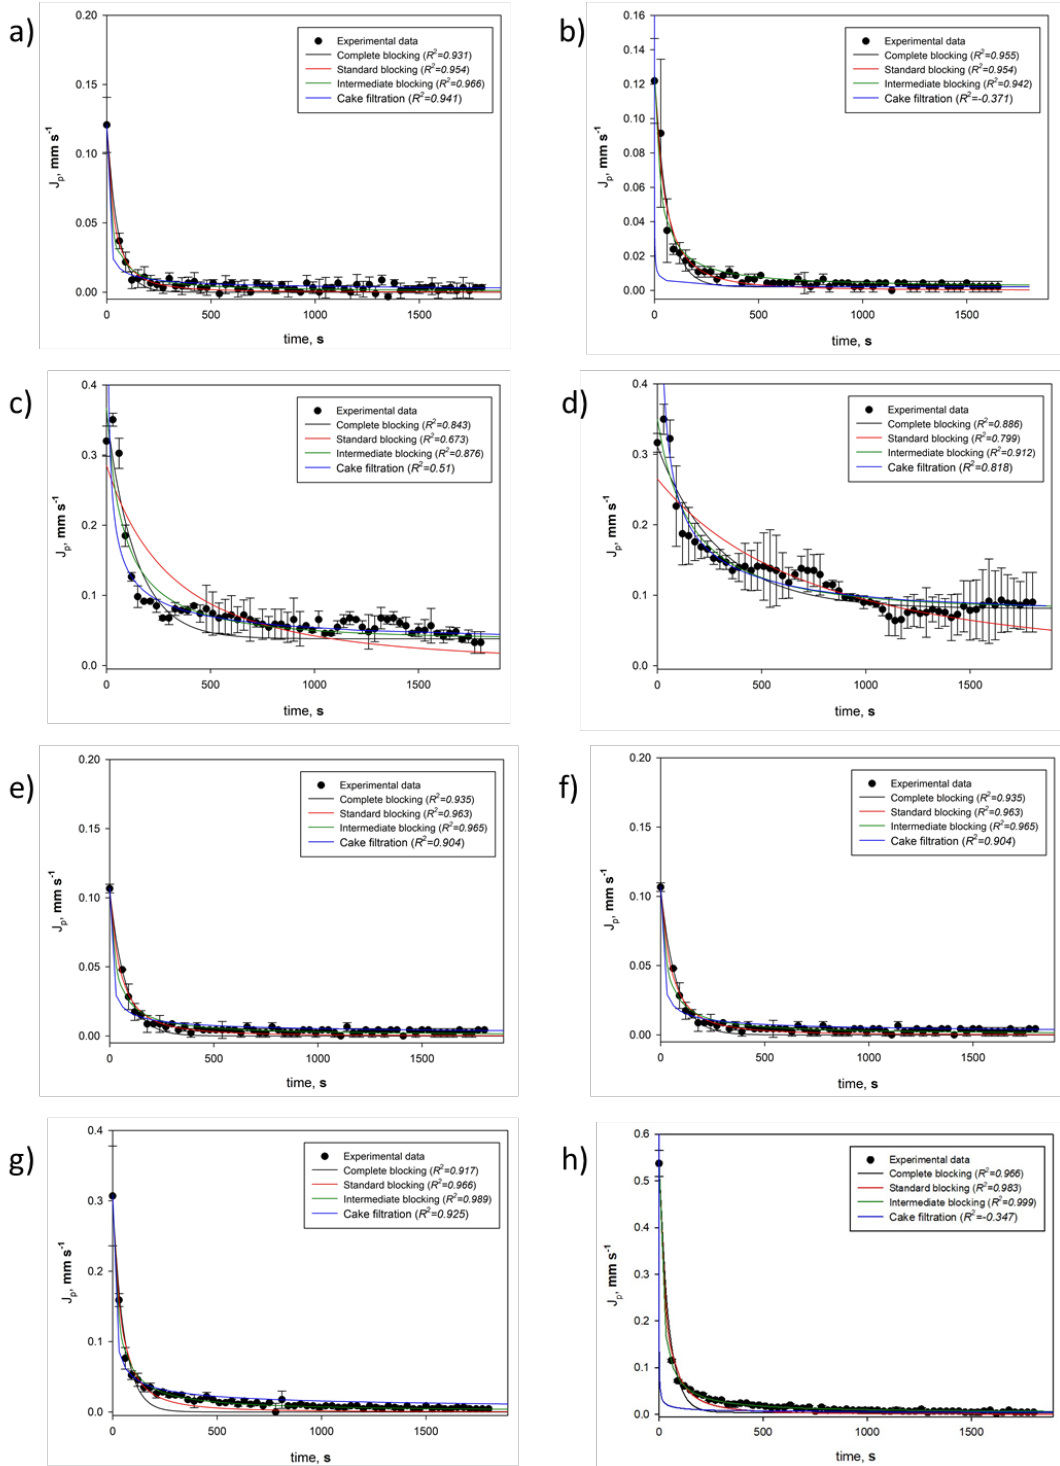 a)
0.20
0.15
0.10
0.05
0.00
Jp, mm s-1
Experimental data
Complete blocking (R2=0.931)
Standard blocking (R2=0.954)
Intermediate blocking (R2=0.966)
Cake filtration (R2=0.941)
0 500 1000 1500
time, s
b)
0.16
0.14
0.12
0.10
0.08
0.06
0.04
0.02
0.00
Jp, mm s-1
Experimental data
Complete blocking (R2=0.955)
Standard blocking (R2=0.954)
Intermediate blocking (R2=0.942)
Cake filtration (R2=-0.371)
0 500 1000 1500
time, s
c)
0.4
0.3
0.2
0.1
0.0
Jp, mm s-1
Experimental data
Complete blocking (R2=0.843)
Standard blocking (R2=0.673)
Intermediate blocking (R2=0.876)
Cake filtration (R2=0.51)
0 500 1000 1500
time, s
d)
0.4
0.3
0.2
0.1
0.0
Jp, mm s-1
Experimental data
Complete blocking (R2=0.886)
Standard blocking (R2=0.799)
Intermediate blocking (R2=0.912)
Cake filtration (R2=0.818)
0 500 1000 1500
time, s
e)
0.20
0.15
0.10
0.05
0.00
Jp, mm s-1
Experimental data
Complete blocking (R2=0.935)
Standard blocking (R2=0.963)
Intermediate blocking (R2=0.965)
Cake filtration (R2=0.904)
0 500 1000 1500
time, s
f)
0.20
0.15
0.10
0.05
0.00
Jp, mm s-1
Experimental data
Complete blocking (R2=0.935)
Standard blocking (R2=0.963)
Intermediate blocking (R2=0.965)
Cake filtration (R2=0.904)
0 500 1000 1500
time, s
g)
0.4
0.3
0.2
0.1
0.0
Jp, mm s-1
Experimental data
Complete blocking (R2=0.917)
Standard blocking (R2=0.966)
Intermediate blocking (R2=0.989)
Cake filtration (R2=0.925)
0 500 1000 1500
time, s
h)
0.6
0.5
0.4
0.3
0.2
0.1
0.0
Jp, mm s-1
Experimental data
Complete blocking (R2=0.966)
Standard blocking (R2=0.983)
Intermediate blocking (R2=0.999)
Cake filtration (R2=-0.347)
0 500 1000 1500
time, s